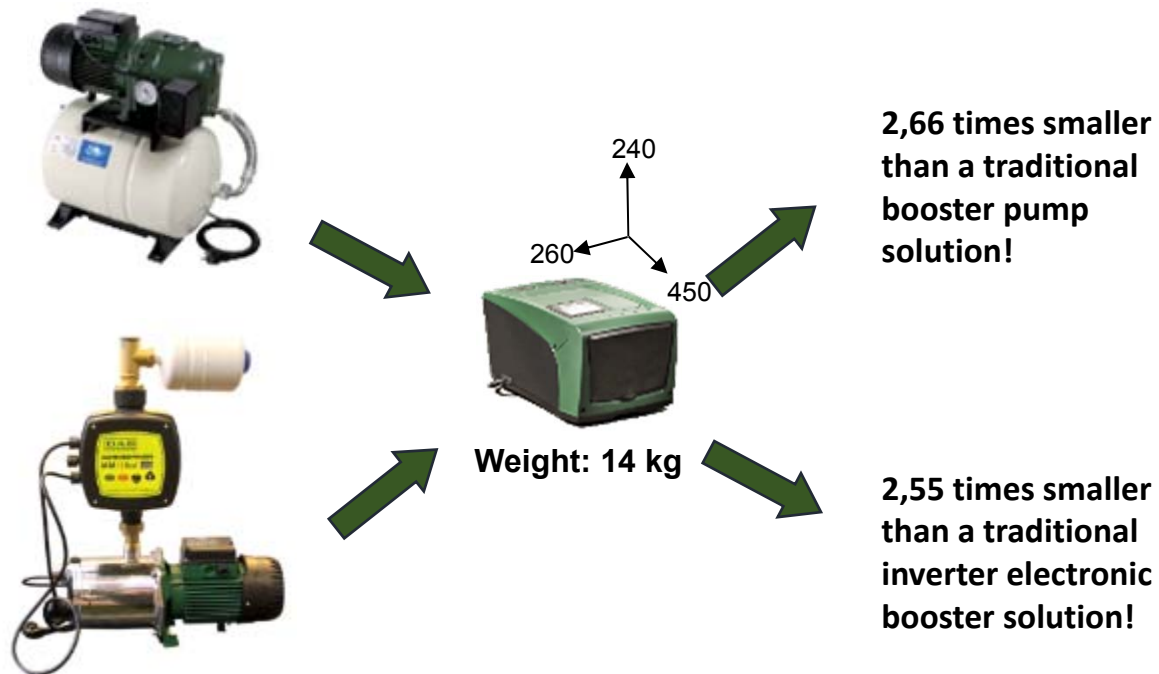 2,66 times smaller
than a traditional
booster pump
solution!
240
260
450
Weight: 14 kg
DAB
2,55 times smaller
than a traditional
inverter electronic
booster solution!